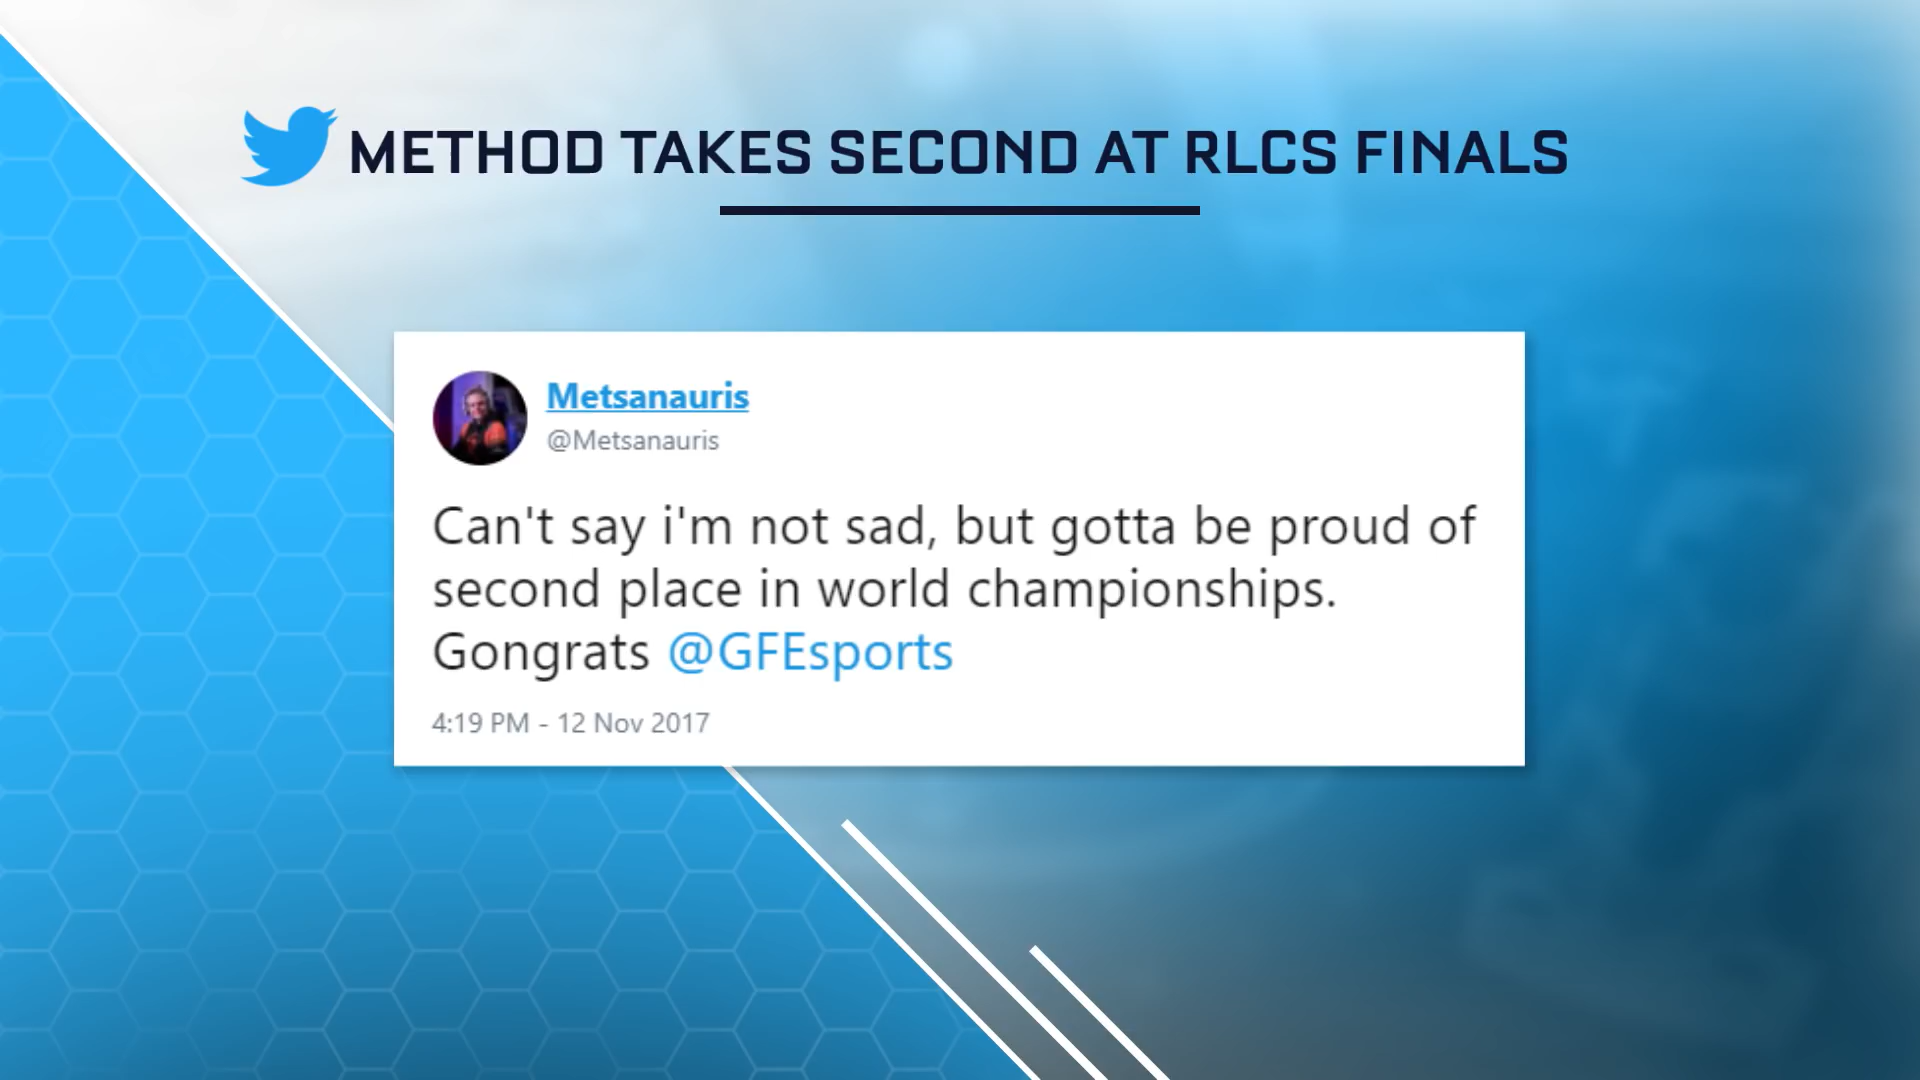 METHOD TAKES SECOND AT RLCS FINALS
Metsanauris
@Metsanauris
Can't say i'm not sad, but gotta be proud of
second place in world championships.
Gongrats @GFEsports
4:19 PM - 12 Nov 2017